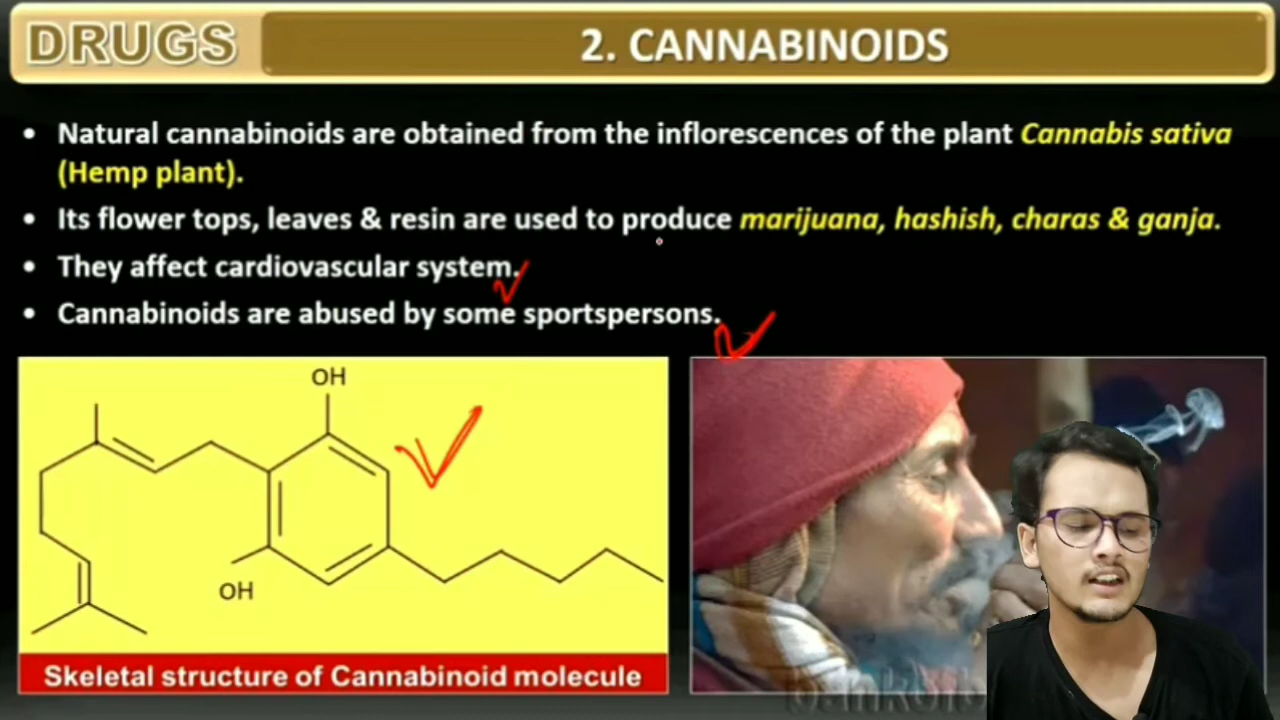 DRUGS
2. CANNABINOIDS
• Natural cannabinoids are obtained from the inflorescences of the plant Cannabis sativa
(Hemp plant).
• Its flower tops, leaves & resin are used to produce marijuana, hashish, charas & ganja.
• They affect cardiovascular system.
• Cannabinoids are abused by some sportspersons.
OH
OH
Skeletal structure of Cannabinoid molecule